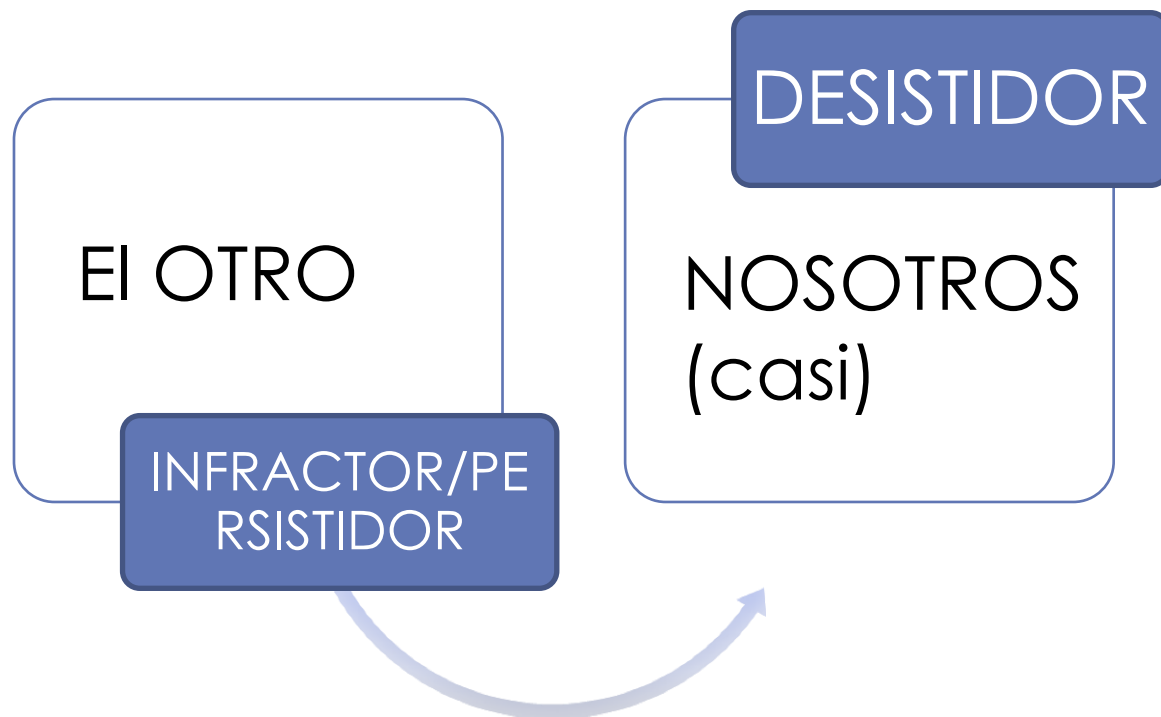 El OTRO
INFRACTOR/PE
RSISTIDOR
DESISTIDOR
NOSOTROS
(casi)